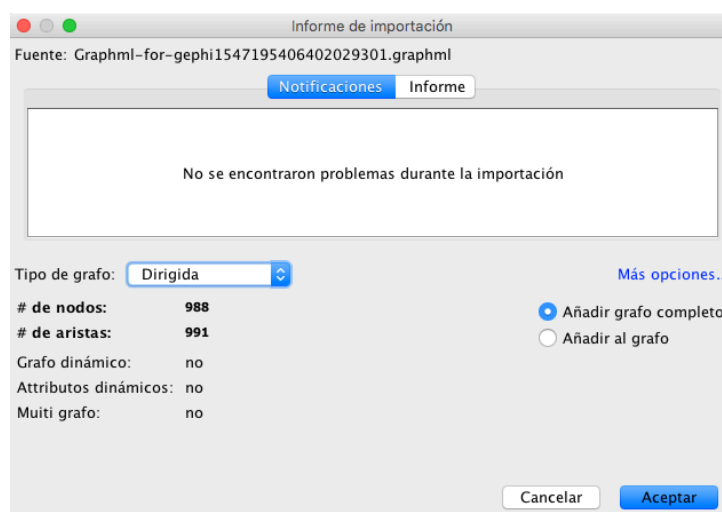 Informe de importación
Fuente: Graphml-for-gephi1547195406402029301.graphml
Notificaciones Informe
No se encontraron problemas durante la importación
Tipo de grafo: Dirigida Más opciones..
# de nodos: 988
Añadir grafo completo
# de aristas: 991
Añadir al grafo
Grafo dinámico: no
Attributos dinámicos: no
Muiti grafo: no
Cancelar Aceptar